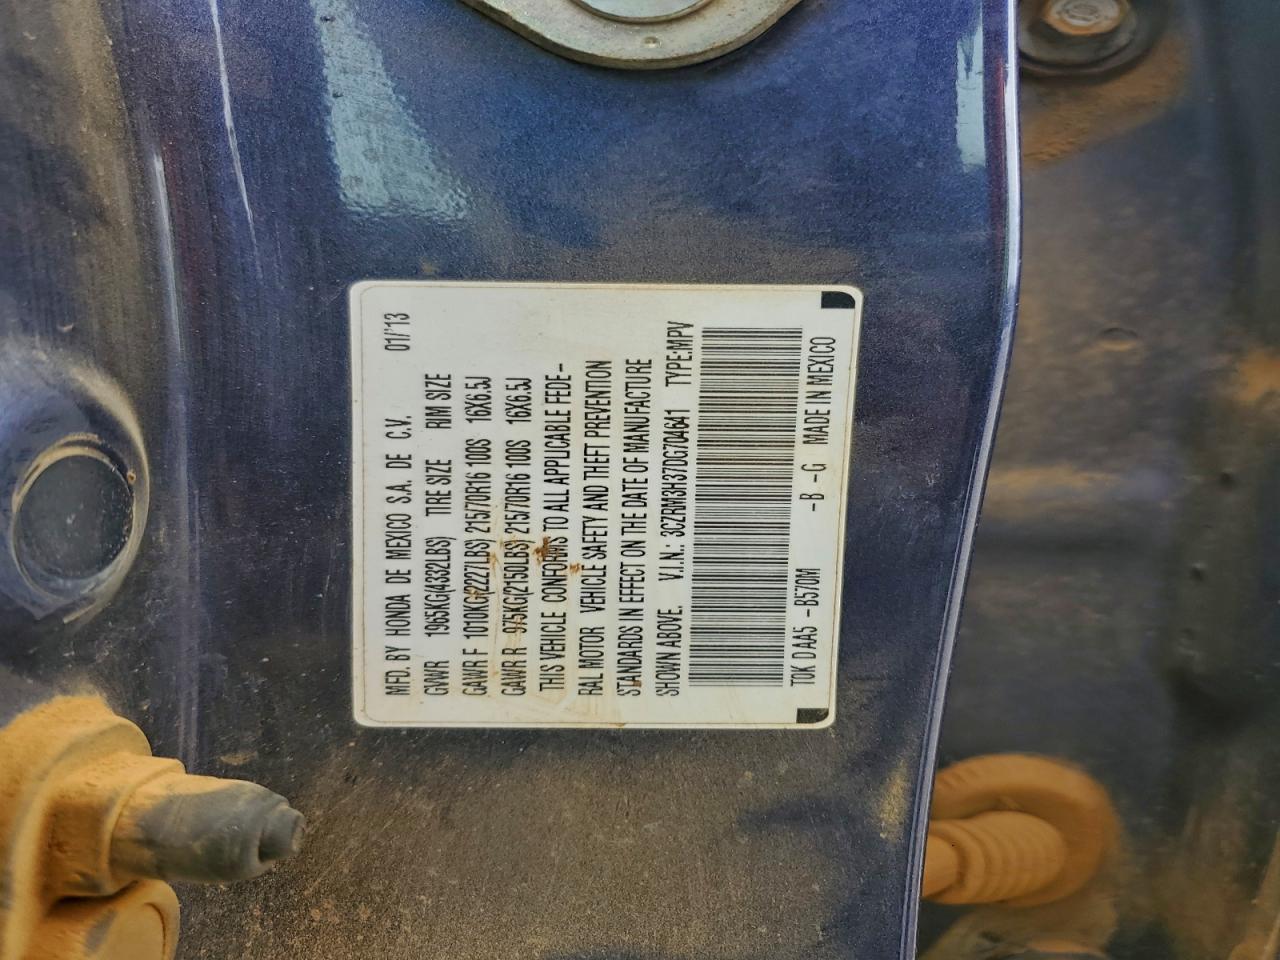 MFD. BY HONDA DE MEXICO S.A. DE C.V. 01/'13
GVWR 1965KG(4332LBS) TIRE SIZE RIM SIZE
GAWR F 1010KG(2227LBS) 215/70R16 100S 16X6.5J
GAWR R 975KG(2150LBS) 215/70R16 100S 16X6.5J
THIS VEHICLE CONFORMS TO ALL APPLICABLE FEDE-
RAL MOTOR VEHICLE SAFETY AND THEFT PREVENTION
STANDARDS IN EFFECT ON THE DATE OF MANUFACTURE
SHOWN ABOVE. V.I.N.: 3CZRM3H37DG704641 TYPE:MPV
T0K D AA5 -B570M -B -G MADE IN MEXICO